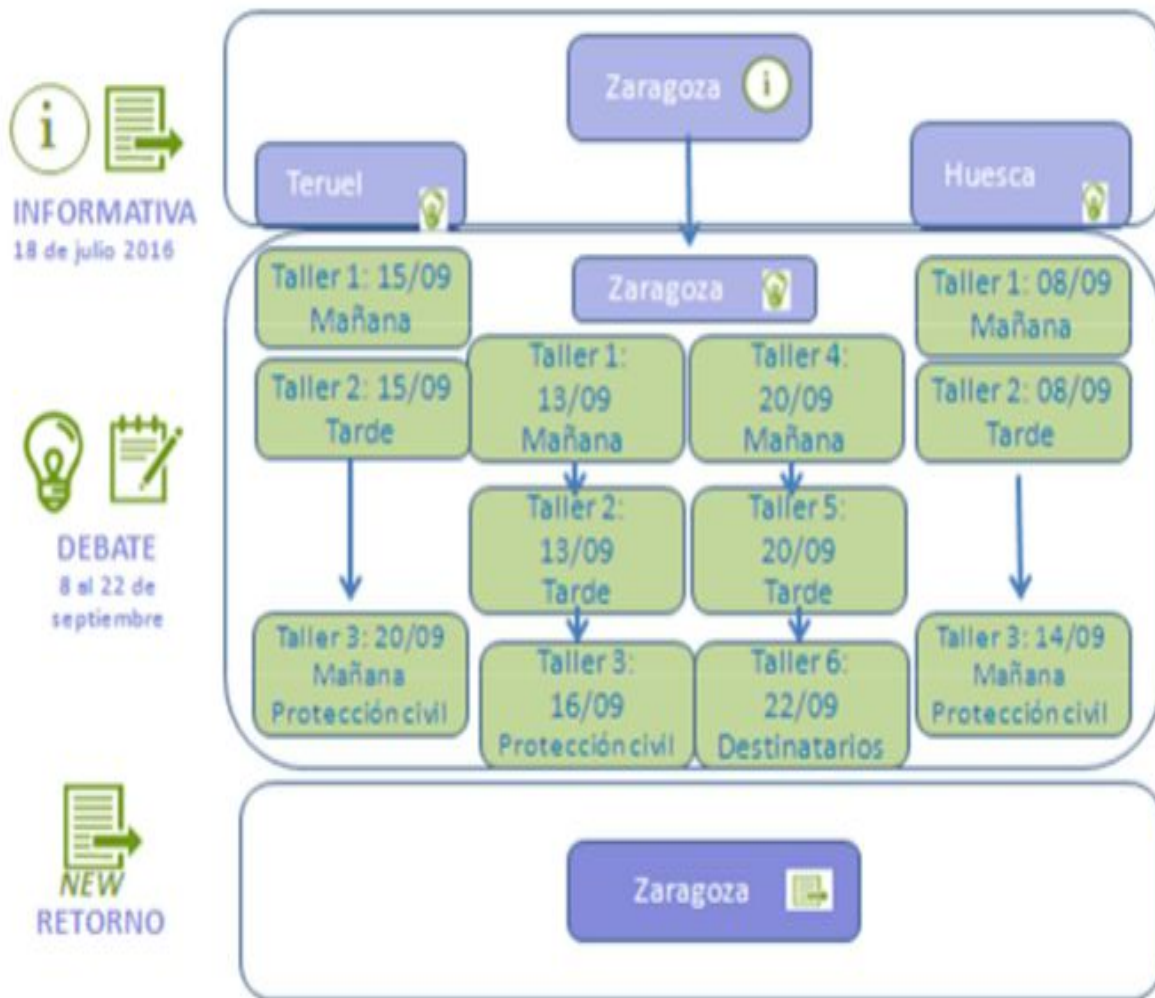 Zaragoza
i
i
Teruel
Huesca
INFORMATIVA
18 de julio 2016
Taller 1: 15/09
Mañana
Taller 2: 15/09
Tarde
Taller 3: 20/09
Mañana
Protección civil
Zaragoza
Taller 1:
13/09
Mañana
Taller 2:
13/09
Tarde
Taller 3:
16/09
Protección civil
Taller 4:
20/09
Mañana
Taller 5:
20/09
Tarde
Taller 6:
22/09
Destinatarios
Taller 1: 08/09
Mañana
Taller 2: 08/09
Tarde
Taller 3: 14/09
Mañana
Protección civil
DEBATE
8 al 22 de
septiembre
NEW
RETORNO
Zaragoza